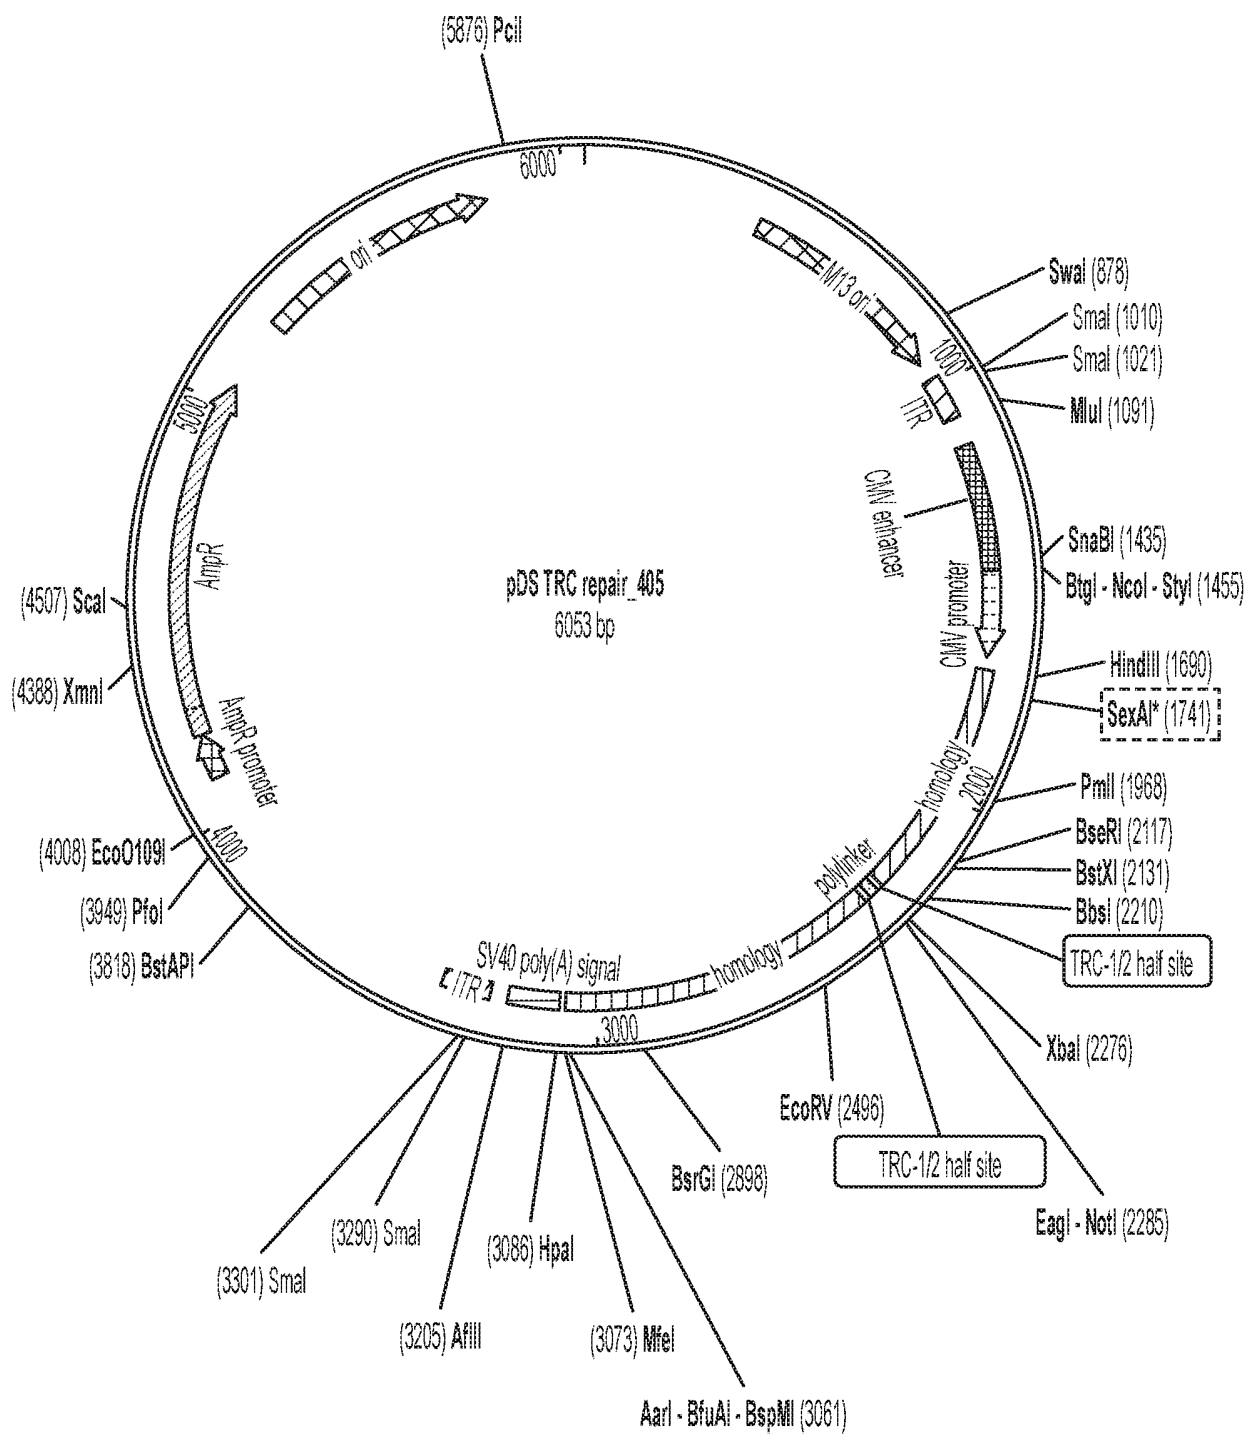 (5876) PciI
6000
ori
M13 ori
SwaI (878)
SmaI (1010)
SmaI (1021)
1000
MluI (1091)
ITR
5000
CMV enhancer
SnaBI (1435)
BtgI - NcoI - StyI (1455)
AmpR
pDS TRC repair_405
6053 bp
CMV promoter
(4507) ScaI
HindIII (1690)
(4388) XmnI
SexAI* (1741)
AmpR promoter
homology
2000
PmlI (1968)
BseRI (2117)
(4008) EcoO109I
4000
BstXI (2131)
polylinker
(3949) PfoI
BbsI (2210)
(3818) BstAPI
TRC-1/2 half site
SV40 poly(A) signal
homology
ITR
3000
XbaI (2276)
EcoRV (2496)
TRC-1/2 half site
BsrGI (2898)
EagI - NotI (2285)
(3290) SmaI
(3086) HpaI
(3301) SmaI
(3205) AflII
(3073) MfeI
AarI - BfuAI - BspMI (3061)